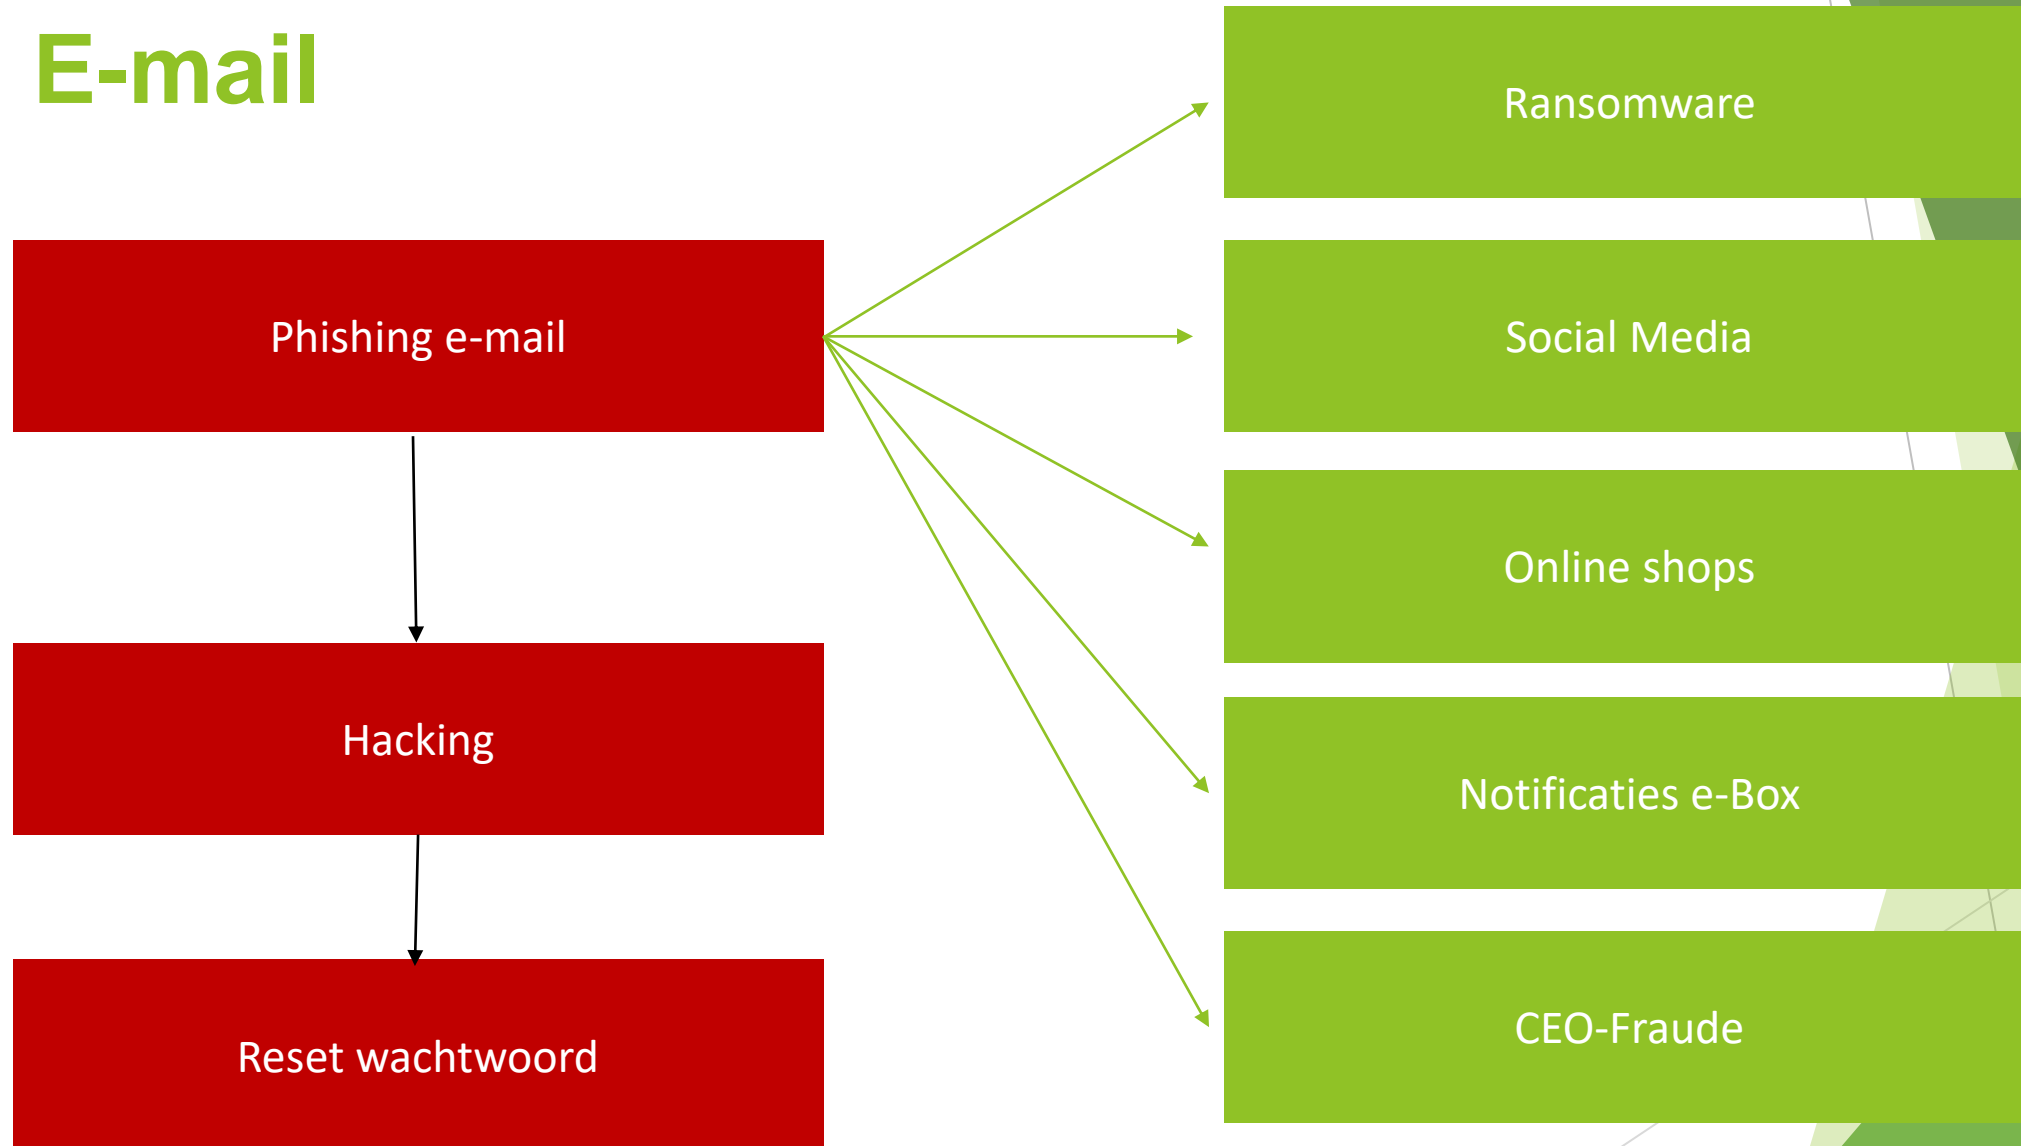 E-mail
Phishing e-mail
Hacking
Reset wachtwoord
Ransomware
Social Media
Online shops
Notificaties e-Box
CEO-Fraude